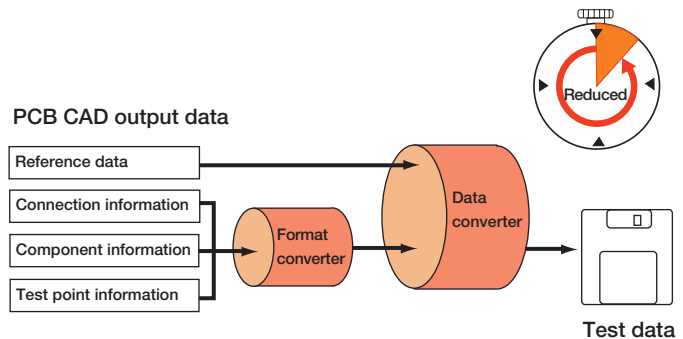 Reduced
PCB CAD output data
Reference data
Connection information
Component information
Test point information
Format
converter
Data
converter
Test data